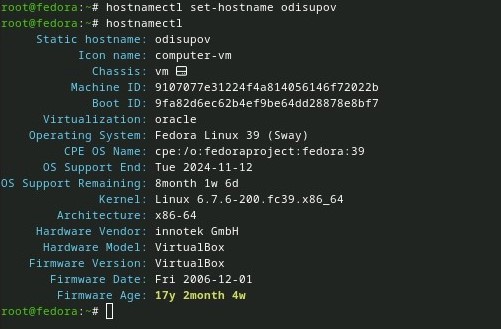 root@fedora:~# hostnamectl set-hostname odisupov
root@fedora:~# hostnamectl
Static hostname: odisupov
Icon name: computer-vm
Chassis: vm 🖴
Machine ID: 9107077e31224f4a814056146f72022b
Boot ID: 9fa82d6ec62b4ef9be64dd28878e8bf7
Virtualization: oracle
Operating System: Fedora Linux 39 (Sway)
CPE OS Name: cpe:/o:fedoraproject:fedora:39
OS Support End: Tue 2024-11-12
OS Support Remaining: 8month 1w 6d
Kernel: Linux 6.7.6-200.fc39.x86_64
Architecture: x86-64
Hardware Vendor: innotek GmbH
Hardware Model: VirtualBox
Firmware Version: VirtualBox
Firmware Date: Fri 2006-12-01
Firmware Age: 17y 2month 4w
root@fedora:~#